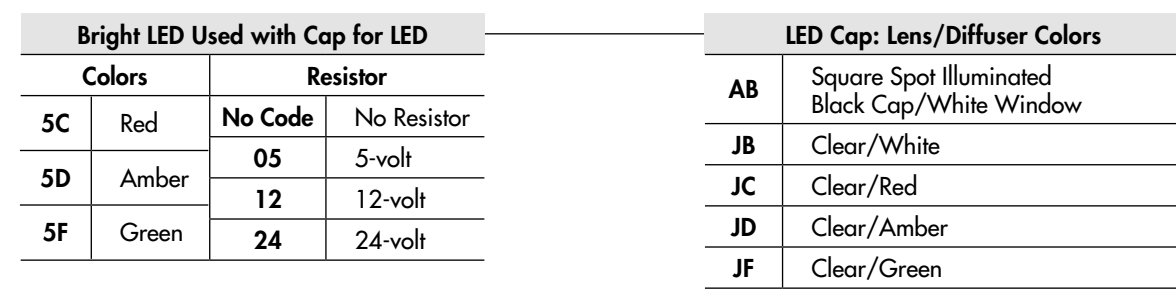 Bright LED Used with Cap for LED
Colors Resistor
5C Red
5D Amber
5F Green
No Code No Resistor
05 5-volt
12 12-volt
24 24-volt
LED Cap: Lens/Diffuser Colors
AB Square Spot Illuminated
Black Cap/White Window
JB Clear/White
JC Clear/Red
JD Clear/Amber
JF Clear/Green